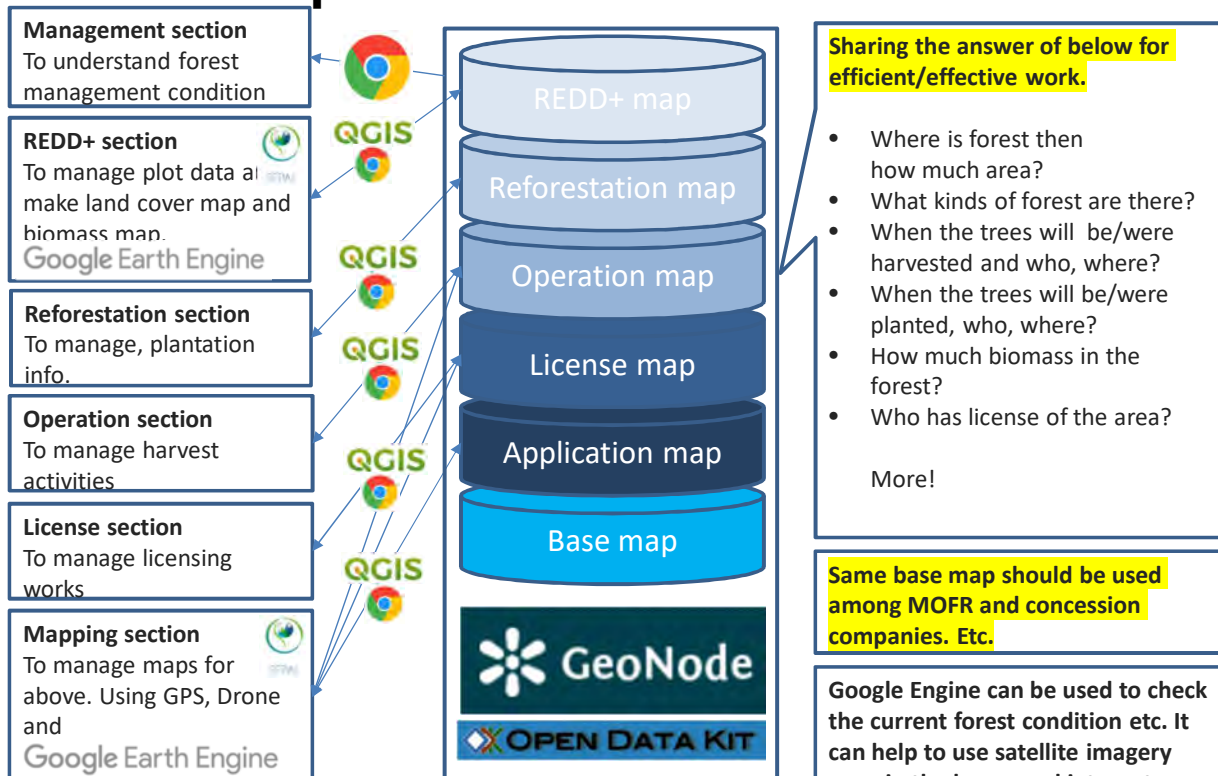 Management section
To understand forest
management condition
REDD+ section
To manage plot data
make land cover map and
biomass map.
Google Earth Engine
Reforestation section
To manage, plantation
info.
Operation section
To manage harvest
activities
License section
To manage licensing
works
Mapping section
To manage maps for
above. Using GPS, Drone
and
Google Earth Engine
QGIS
QGIS
QGIS
QGIS
QGIS
REDD+ map
Reforestation map
Operation map
License map
Application map
Base map
GeoNode
OPEN DATA KIT
Sharing the answer of below for
efficient/effective work.
• Where is forest then
how much area?
• What kinds of forest are there?
• When the trees will be/were
harvested and who, where?
• When the trees will be/were
planted, who, where?
• How much biomass in the
forest?
• Who has license of the area?
More!
Same base map should be used
among MOFR and concession
companies. Etc.
Google Engine can be used to check
the current forest condition etc. It
can help to use satellite imagery